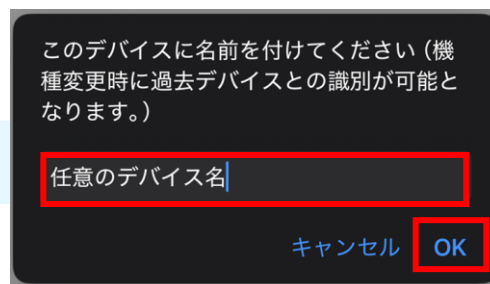 このデバイスに名前を付けてください（機
種変更時に過去デバイスとの識別が可能と
なります。）
任意のデバイス名
キャンセル OK